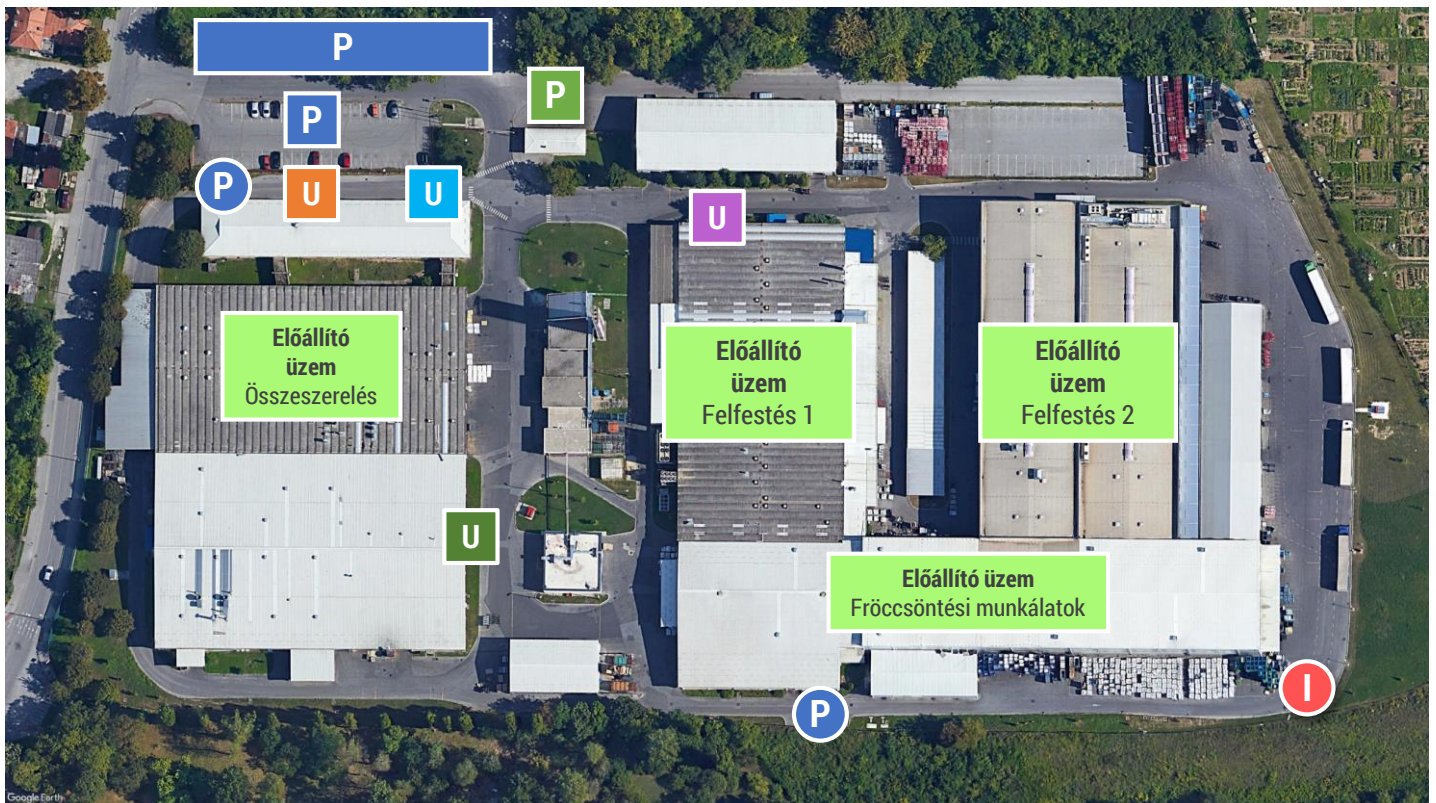 P
P
P
P
U
U
U
Előállító
üzem
Összeszerelés
Előállító
üzem
Felfestés 1
Előállító
üzem
Felfestés 2
U
Előállító üzem
Fröccsöntési munkálatok
I
P
Google Earth